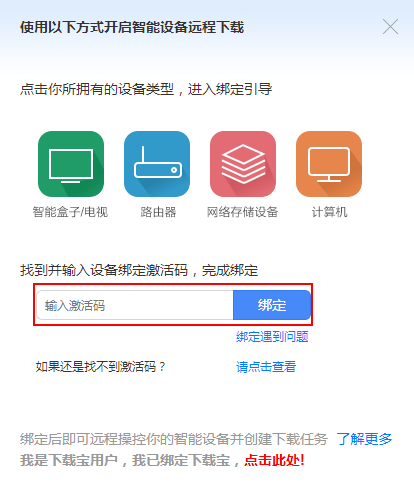 使用以下方式开启智能设备远程下载
点击你所拥有的设备类型，进入绑定引导
智能盒子/电视 路由器 网络存储设备 计算机
找到并输入设备绑定激活码，完成绑定
输入激活码 绑定
绑定遇到问题
如果还是找不到激活码？ 请点击查看
绑定后即可远程操控你的智能设备并创建下载任务 了解更多
我是下载宝用户，我已绑定下载宝，点击此处!